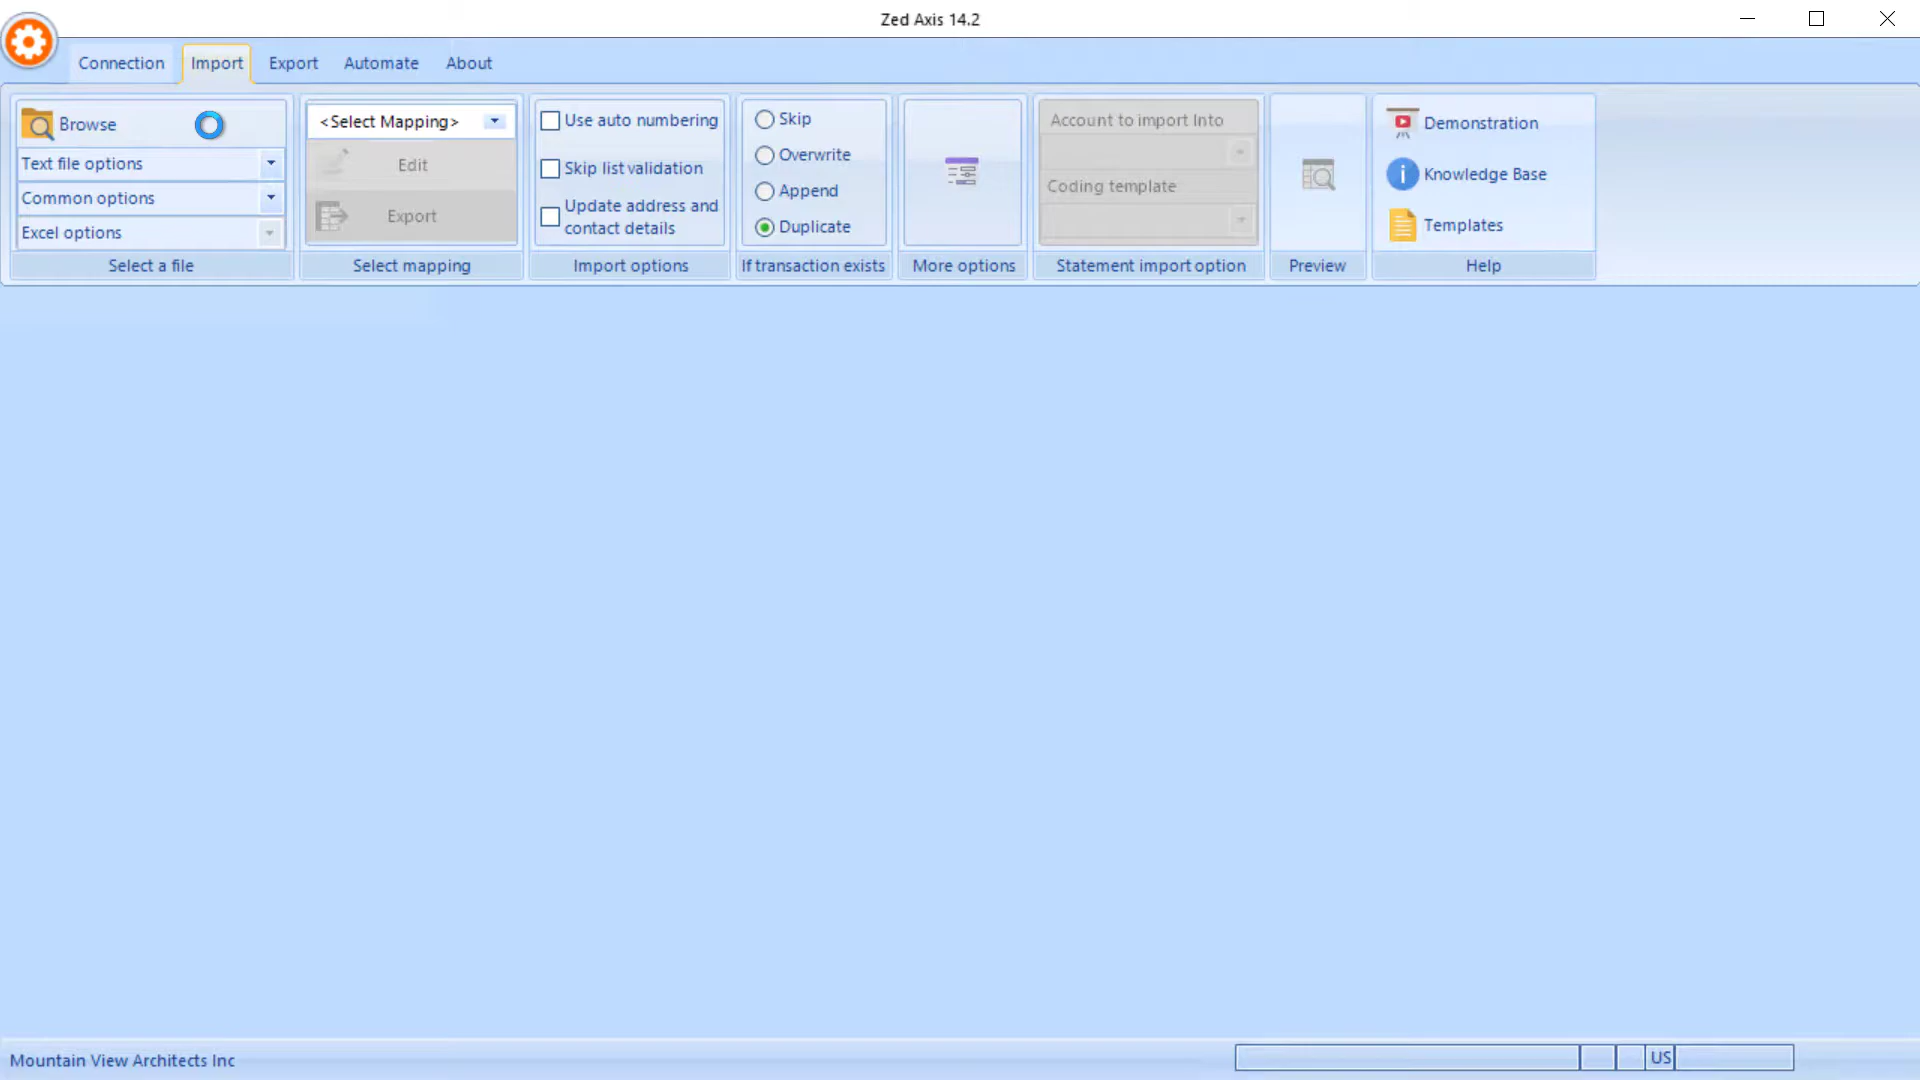 Zed Axis 14.2
Connection Import Export Automate About
Browse
Text file options
Common options
Excel options
Select a file
<Select Mapping>
Edit
Export
Select mapping
Use auto numbering
Skip list validation
Update address and
contact details
Import options
Skip
Overwrite
Append
Duplicate
If transaction exists
More options
Account to import Into
Coding template
Statement import option
Preview
Demonstration
Knowledge Base
Templates
Help
Mountain View Architects Inc
US